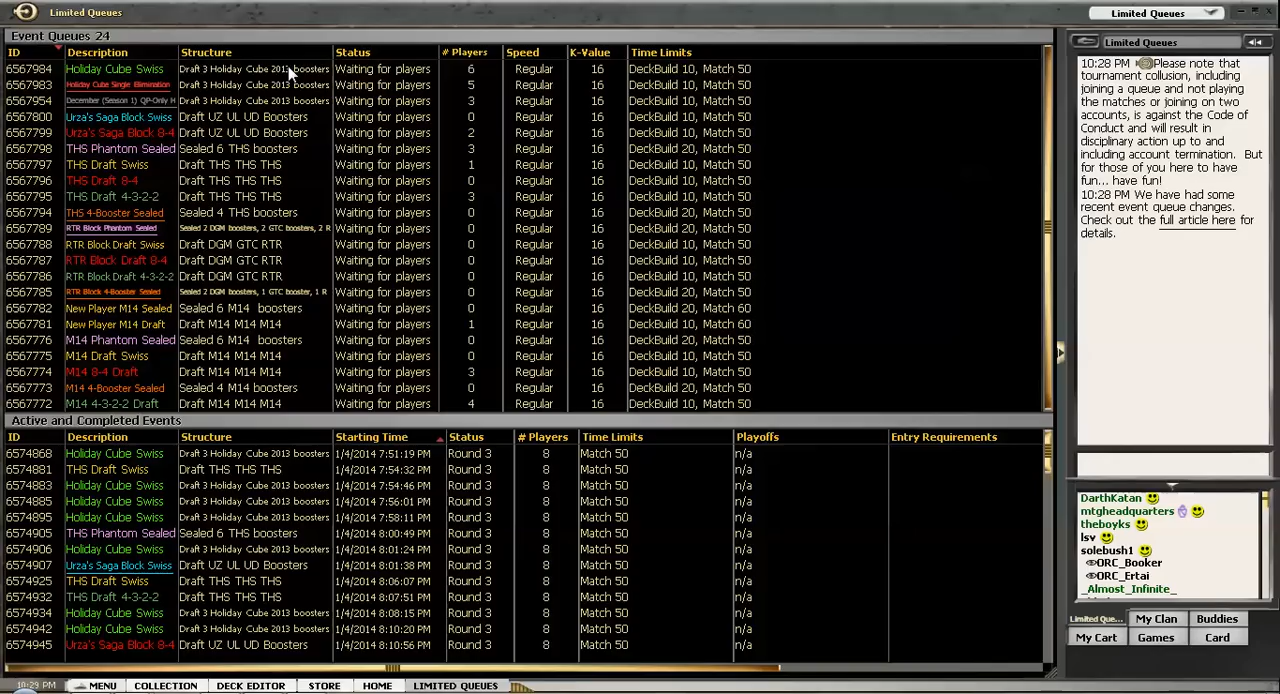 Limited Queues
Limited Queues
Event Queues 24
ID Description Structure Status # Players Speed K-Value Time Limits
6567984 Holiday Cube Swiss Draft 3 Holiday Cube 2013 boosters Waiting for players 6 Regular 16 DeckBuild 10, Match 50
6567983 Holiday Cube Single Elimination Draft 3 Holiday Cube 2013 boosters Waiting for players 5 Regular 16 DeckBuild 10, Match 50
6567954 December (Season 1) QP-Only H Draft 3 Holiday Cube 2013 boosters Waiting for players 3 Regular 16 DeckBuild 10, Match 50
6567800 Urza's Saga Block Swiss Draft UZ UL UD Boosters Waiting for players 0 Regular 16 DeckBuild 10, Match 50
6567799 Urza's Saga Block 8-4 Draft UZ UL UD Boosters Waiting for players 2 Regular 16 DeckBuild 10, Match 50
6567798 THS Phantom Sealed Sealed 6 THS boosters Waiting for players 3 Regular 16 DeckBuild 20, Match 50
6567797 THS Draft Swiss Draft THS THS THS Waiting for players 1 Regular 16 DeckBuild 10, Match 50
6567796 THS Draft 8-4 Draft THS THS THS Waiting for players 0 Regular 16 DeckBuild 10, Match 50
6567795 THS Draft 4-3-2-2 Draft THS THS THS Waiting for players 3 Regular 16 DeckBuild 10, Match 50
6567794 THS 4-Booster Sealed Sealed 4 THS boosters Waiting for players 0 Regular 16 DeckBuild 20, Match 50
6567789 RTR Block Phantom Sealed Sealed 2 DGM boosters, 2 GTC boosters, 2 R Waiting for players 0 Regular 16 DeckBuild 20, Match 50
6567788 RTR Block Draft Swiss Draft DGM GTC RTR Waiting for players 0 Regular 16 DeckBuild 10, Match 50
6567787 RTR Block Draft 8-4 Draft DGM GTC RTR Waiting for players 0 Regular 16 DeckBuild 10, Match 50
6567786 RTR Block Draft 4-3-2-2 Draft DGM GTC RTR Waiting for players 0 Regular 16 DeckBuild 10, Match 50
6567785 RTR Block 4-Booster Sealed Sealed 2 DGM boosters, 1 GTC booster, 1 R Waiting for players 0 Regular 16 DeckBuild 20, Match 50
6567782 New Player M14 Sealed Sealed 6 M14 boosters Waiting for players 0 Regular 16 DeckBuild 20, Match 60
6567781 New Player M14 Draft Draft M14 M14 M14 Waiting for players 1 Regular 16 DeckBuild 10, Match 60
6567776 M14 Phantom Sealed Sealed 6 M14 boosters Waiting for players 0 Regular 16 DeckBuild 20, Match 50
6567775 M14 Draft Swiss Draft M14 M14 M14 Waiting for players 0 Regular 16 DeckBuild 10, Match 50
6567774 M14 8-4 Draft Draft M14 M14 M14 Waiting for players 3 Regular 16 DeckBuild 10, Match 50
6567773 M14 4-Booster Sealed Sealed 4 M14 boosters Waiting for players 0 Regular 16 DeckBuild 20, Match 50
6567772 M14 4-3-2-2 Draft Draft M14 M14 M14 Waiting for players 4 Regular 16 DeckBuild 10, Match 50
Active and Completed Events
ID Description Structure Starting Time Status # Players Time Limits Playoffs Entry Requirements
6574868 Holiday Cube Swiss Draft 3 Holiday Cube 2013 boosters 1/4/2014 7:51:19 PM Round 3 8 Match 50 n/a
6574881 THS Draft Swiss Draft THS THS THS 1/4/2014 7:54:32 PM Round 3 8 Match 50 n/a
6574883 Holiday Cube Swiss Draft 3 Holiday Cube 2013 boosters 1/4/2014 7:54:46 PM Round 3 8 Match 50 n/a
6574885 Holiday Cube Swiss Draft 3 Holiday Cube 2013 boosters 1/4/2014 7:56:01 PM Round 3 8 Match 50 n/a
6574895 Holiday Cube Swiss Draft 3 Holiday Cube 2013 boosters 1/4/2014 7:58:11 PM Round 3 8 Match 50 n/a
6574905 THS Phantom Sealed Sealed 6 THS boosters 1/4/2014 8:00:49 PM Round 3 8 Match 50 n/a
6574906 Holiday Cube Swiss Draft 3 Holiday Cube 2013 boosters 1/4/2014 8:01:24 PM Round 3 8 Match 50 n/a
6574907 Urza's Saga Block Swiss Draft UZ UL UD Boosters 1/4/2014 8:01:38 PM Round 3 8 Match 50 n/a
6574925 THS Draft Swiss Draft THS THS THS 1/4/2014 8:06:07 PM Round 3 8 Match 50 n/a
6574932 THS Draft 4-3-2-2 Draft THS THS THS 1/4/2014 8:07:51 PM Round 3 8 Match 50 n/a
6574934 Holiday Cube Swiss Draft 3 Holiday Cube 2013 boosters 1/4/2014 8:08:15 PM Round 3 8 Match 50 n/a
6574942 Holiday Cube Swiss Draft 3 Holiday Cube 2013 boosters 1/4/2014 8:10:20 PM Round 3 8 Match 50 n/a
6574945 Urza's Saga Block 8-4 Draft UZ UL UD Boosters 1/4/2014 8:10:56 PM Round 3 8 Match 50 n/a
Limited Queues
10:28 PM Please note that
tournament collusion, including
joining a queue and not playing
the matches or joining on two
accounts, is against the Code of
Conduct and will result in
disciplinary action up to and
including account termination. But
for those of you here to have
fun... have fun!
10:28 PM We have had some
recent event queue changes.
Check out the full article here for
details.
DarthKatan
mtgheadquarters
theboyks
lsv
solebush1
ORC_Booker
ORC_Ertai
_Almost_Infinite_
Limited Que... My Clan Buddies
My Cart Games Card
10:29 PM MENU COLLECTION DECK EDITOR STORE HOME LIMITED QUEUES